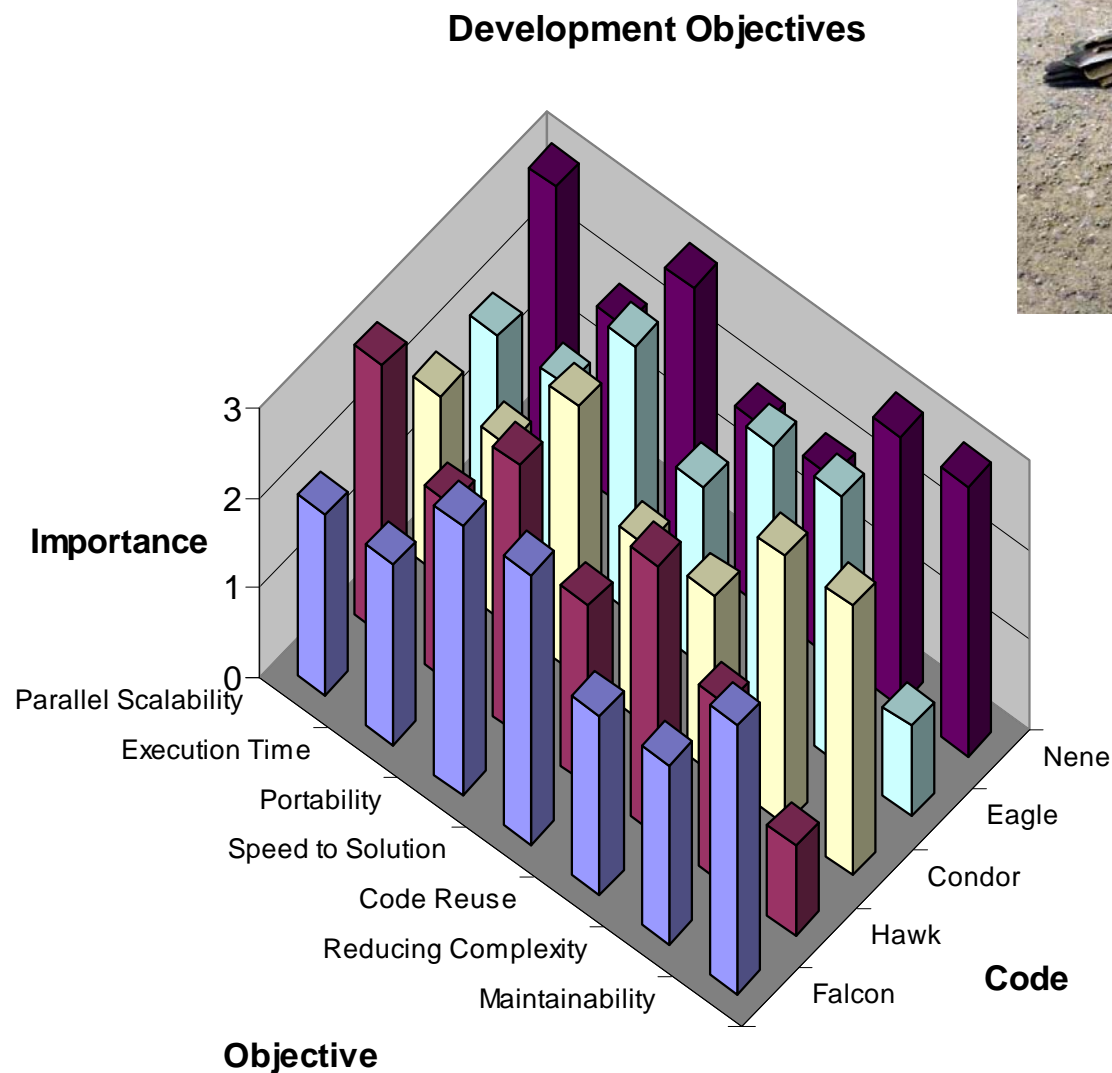 Development Objectives
3
2
1
0
Importance
Parallel Scalability
Execution Time
Portability
Speed to Solution
Code Reuse
Reducing Complexity
Maintainability
Objective
Nene
Eagle
Condor
Hawk
Falcon
Code